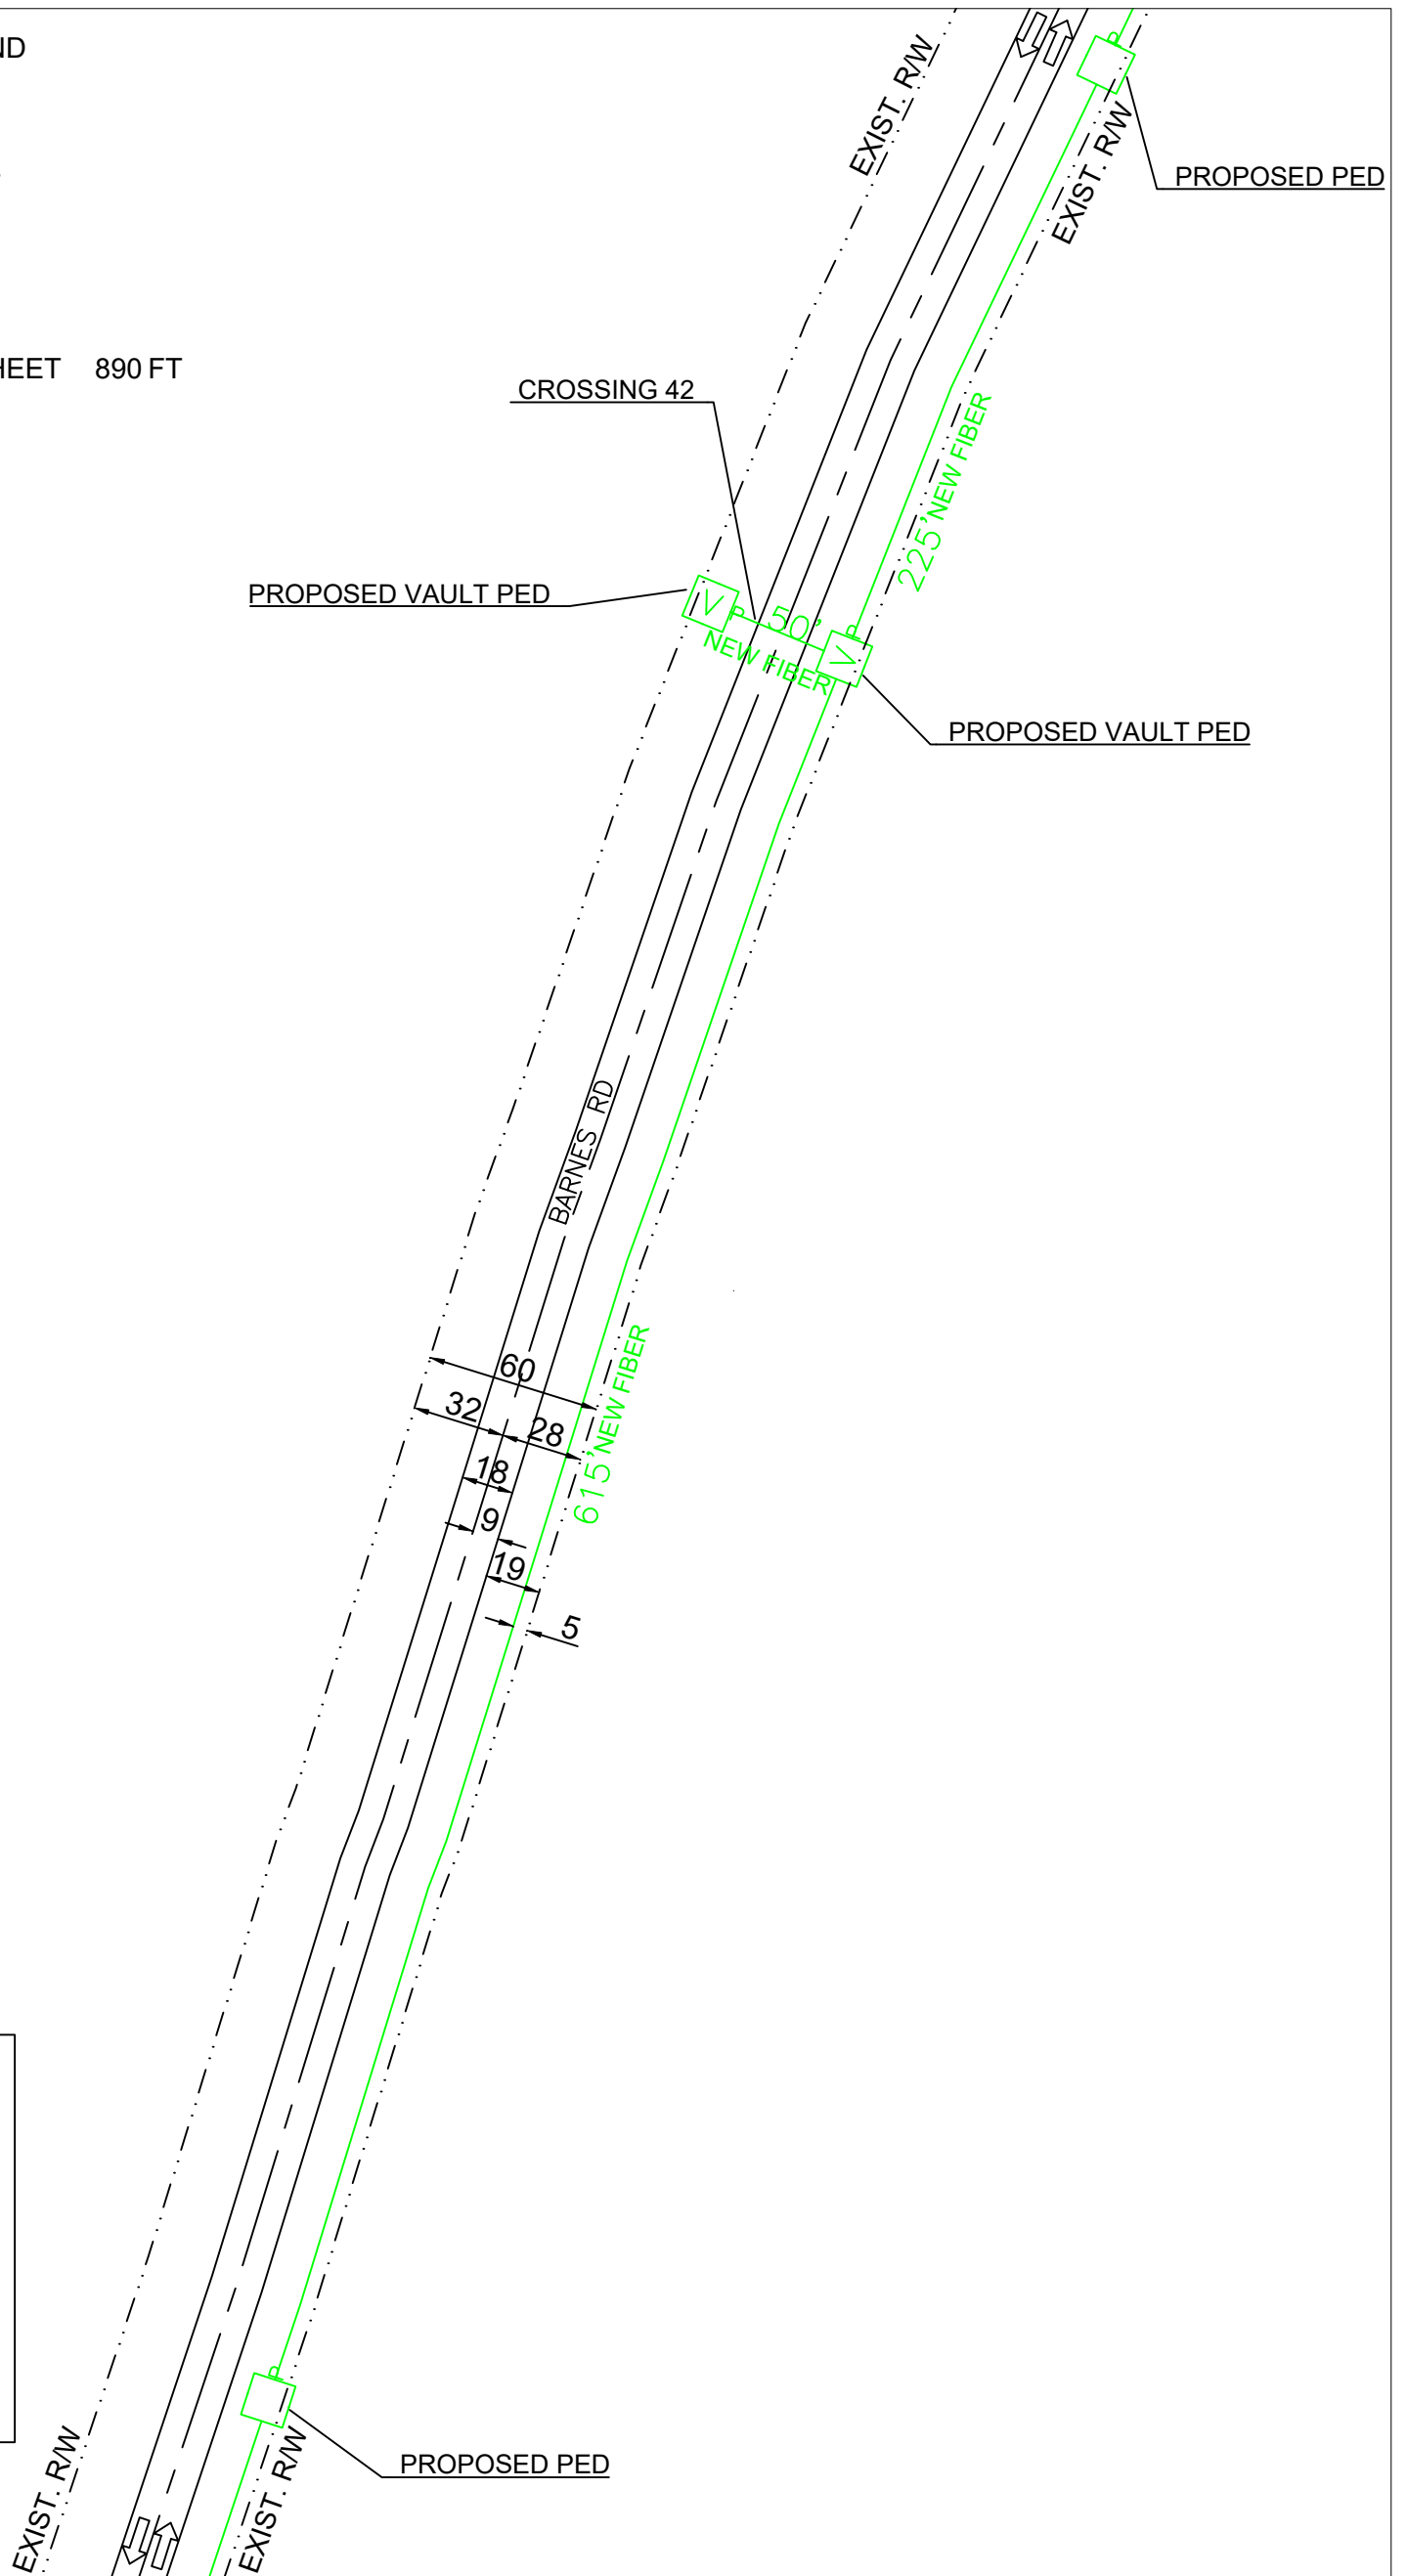 EXIST. R/W
EXIST. R/W
P
PROPOSED PED
HEET 890 FT
CROSSING 42
225' NEW FIBER
PROPOSED VAULT PED
V
P
50'
NEW FIBER
P
V
PROPOSED VAULT PED
BARNES RD
60
32
28
18
9
19
5
615' NEW FIBER
P
PROPOSED PED
EXIST. R/W
EXIST. R/W